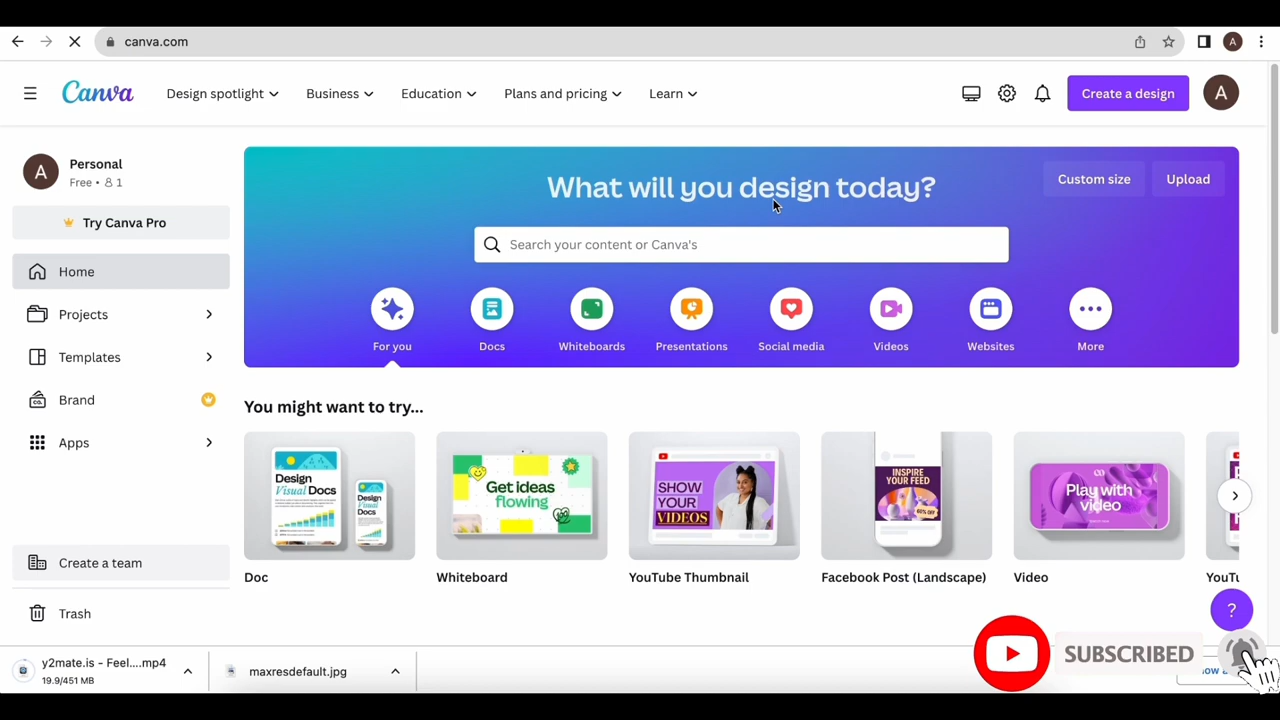 canva.com
A
Canva
Design spotlight
Business
Education
Plans and pricing
Learn
Create a design
A
A
Personal
Free • 1
Try Canva Pro
Home
Projects
Templates
Brand
Apps
Create a team
Trash
What will you design today?
Custom size
Upload
Search your content or Canva's
For you
Docs
Whiteboards
Presentations
Social media
Videos
Websites
More
You might want to try...
Design
Visual Docs
Design
Get ideas
flowing
SHOW
YOUR
VIDEOS
INSPIRE
YOUR FEED
Play with
video
Doc
Whiteboard
YouTube Thumbnail
Facebook Post (Landscape)
Video
YouTu
?
y2mate.is - Feel....mp4
19.9/451 MB
maxresdefault.jpg
SUBSCRIBED